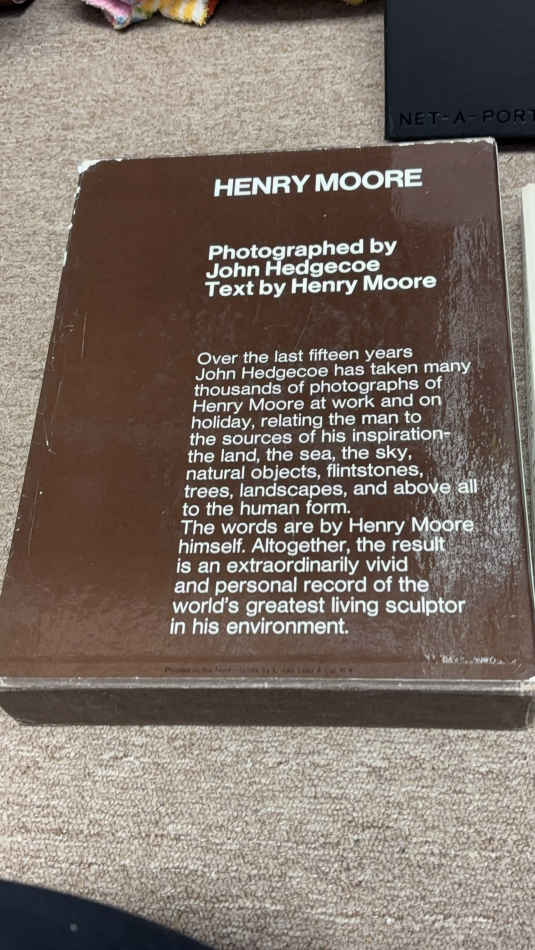 NET-A-PORT
HENRY MOORE
Photographed by
John Hedgecoe
Text by Henry Moore
Over the last fifteen years
John Hedgecoe has taken many
thousands of photographs of
Henry Moore at work and on
holiday, relating the man to
the sources of his inspiration-
the land, the sea, the sky,
natural objects, flintstones,
trees, landscapes, and above all
to the human form.
The words are by Henry Moore
himself. Altogether, the result
is an extraordinarily vivid
and personal record of the
world's greatest living sculptor
in his environment.